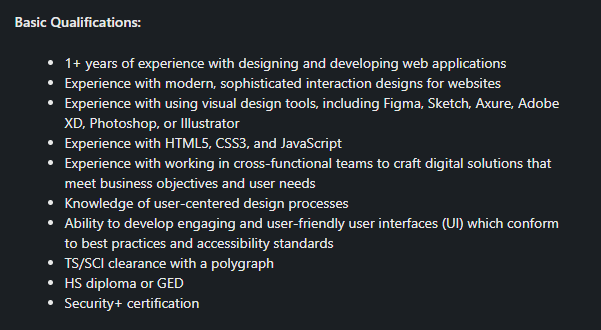 Basic Qualifications:
• 1+ years of experience with designing and developing web applications
• Experience with modern, sophisticated interaction designs for websites
• Experience with using visual design tools, including Figma, Sketch, Axure, Adobe
XD, Photoshop, or Illustrator
• Experience with HTML5, CSS3, and JavaScript
• Experience with working in cross-functional teams to craft digital solutions that
meet business objectives and user needs
• Knowledge of user-centered design processes
• Ability to develop engaging and user-friendly user interfaces (UI) which conform
to best practices and accessibility standards
• TS/SCI clearance with a polygraph
• HS diploma or GED
• Security+ certification